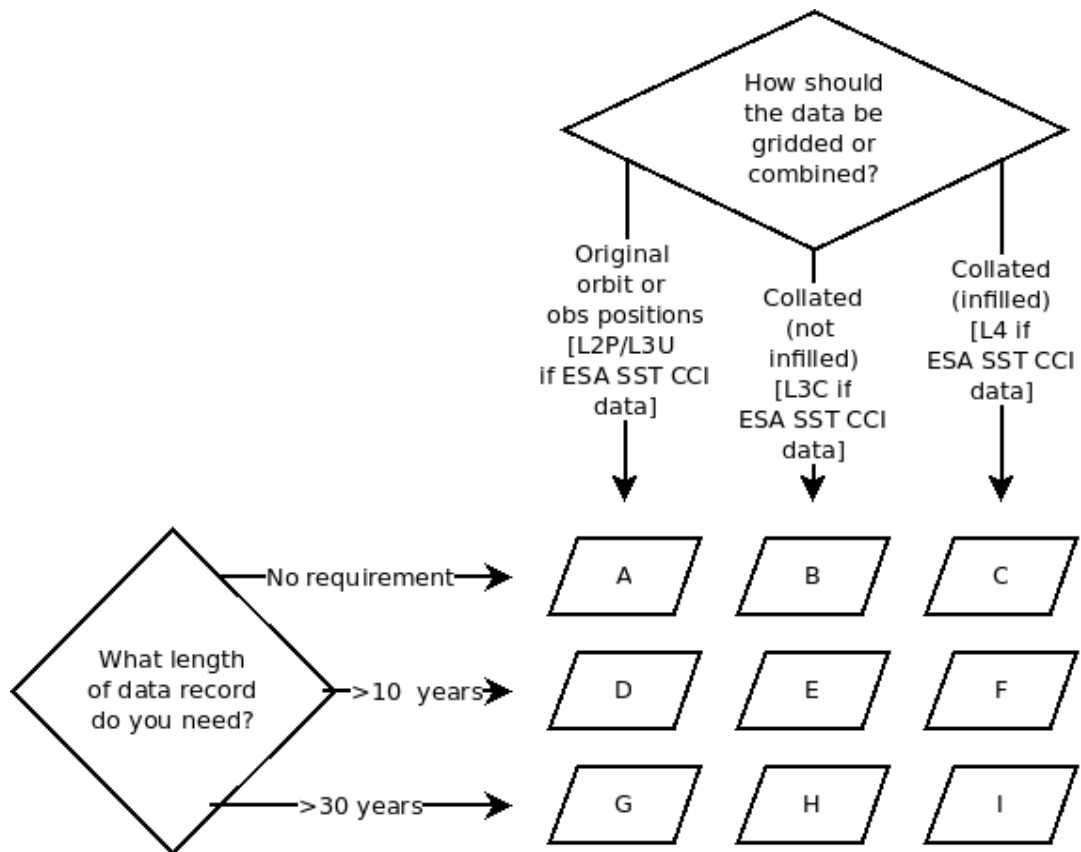 How should
the data be
gridded or
combined?
Original
orbit or
obs positions
[L2P/L3U
if ESA SST CCI
data]
Collated
(not
infilled)
[L3C if
ESA SST CCI
data]
Collated
(infilled)
[L4 if
ESA SST CCI
data]
What length
of data record
do you need?
No requirement
A B C
>10 years
D E F
>30 years
G H I